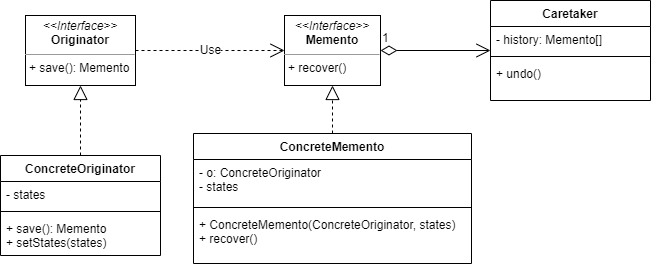 <<Interface>>
Originator
+ save(): Memento
Use
<<Interface>>
Memento
+ recover()
1
Caretaker
- history: Memento[]
+ undo()
ConcreteOriginator
- states
+ save(): Memento
+ setStates(states)
ConcreteMemento
- o: ConcreteOriginator
- states
+ ConcreteMemento(ConcreteOriginator, states)
+ recover()